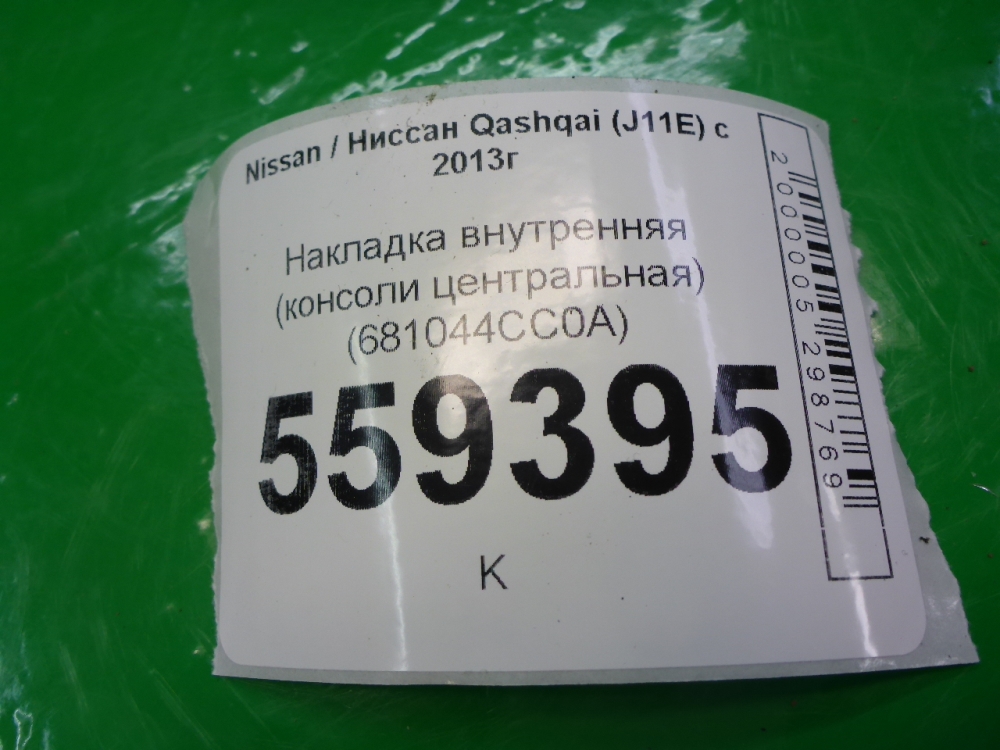 Nissan / Ниссан Qashqai (J11E) с
2013г
Накладка внутренняя
(консоли центральная)
(681044CC0A)
559395
К
2000005298769